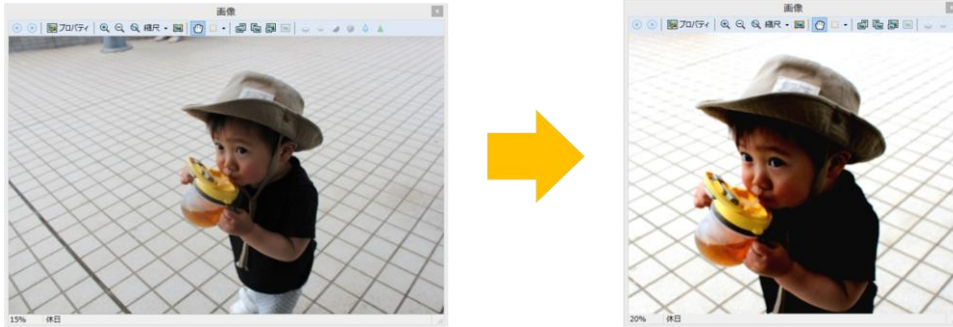 画像
プロパティ 縮尺
15% 休日
画像
プロパティ 縮尺
20% 休日